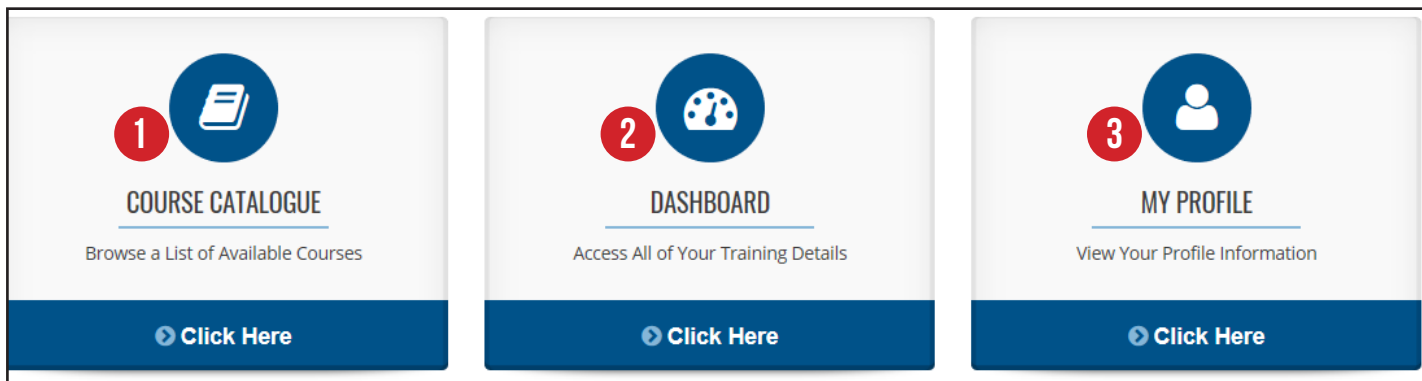 1
COURSE CATALOGUE
Browse a List of Available Courses
Click Here
2
DASHBOARD
Access All of Your Training Details
Click Here
3
MY PROFILE
View Your Profile Information
Click Here